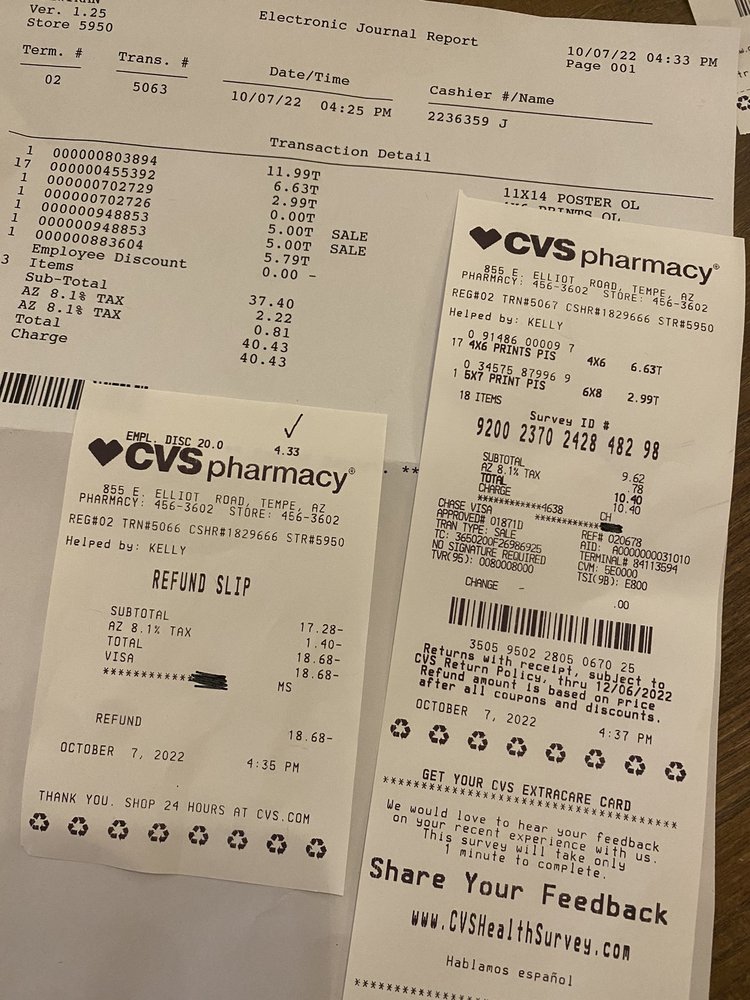 Ver. 1.25
Store 5950
Electronic Journal Report
10/07/22 04:33 PM
Page 001
Term. # Trans. # Date/Time Cashier #/Name
02 5063 10/07/22 04:25 PM 2236359 J
Transaction Detail
1 000000803894 11.99T 11X14 POSTER OL
17 000000455392 6.63T 4X6 PRINTS OL
1 000000702729 2.99T
1 000000702726 0.00T
1 000000948853 5.00T SALE
1 000000948853 5.00T SALE
1 000000883604 5.79T
Employee Discount 0.00 -
3 Items
Sub-Total 37.40
AZ 8.1% TAX 2.22
AZ 8.1% TAX 0.81
Total 40.43
Charge 40.43
EMPL. DISC 20.0 4.33
CVS pharmacy®
855 E. ELLIOT ROAD, TEMPE, AZ
PHARMACY: 456-3602 STORE: 456-3602
REG#02 TRN#5066 CSHR#1829666 STR#5950
Helped by: KELLY
REFUND SLIP
SUBTOTAL 17.28-
AZ 8.1% TAX 1.40-
TOTAL 18.68-
VISA 18.68-
************ MS
REFUND 18.68-
OCTOBER 7, 2022 4:35 PM
THANK YOU. SHOP 24 HOURS AT CVS.COM
CVS pharmacy®
855 E. ELLIOT ROAD, TEMPE, AZ
PHARMACY: 456-3602 STORE: 456-3602
REG#02 TRN#5067 CSHR#1829666 STR#5950
Helped by: KELLY
0 91486 00009 7
17 4X6 PRINTS PIS 4X6 6.63T
0 34575 87996 9
1 5X7 PRINT PIS 6X8 2.99T
18 ITEMS
Survey ID #
9200 2370 2428 482 98
SUBTOTAL 9.62
AZ 8.1% TAX 78
TOTAL 10.40
CHARGE 10.40
************4638 CH
CHASE VISA ************
APPROVED# 01871D REF# 020678
TRAN TYPE: SALE AID: A0000000031010
TC: 3650200F26986925 TERMINAL# 84113594
NO SIGNATURE REQUIRED CVM: 5E0000
TVR(95): 0080008000 TSI(9B): E800
CHANGE .00
3505 9502 2805 0670 25
Returns with receipt, subject to
CVS Return Policy, thru 12/06/2022
Refund amount is based on price
after all coupons and discounts.
OCTOBER 7, 2022 4:37 PM
GET YOUR CVS EXTRACARE CARD
************************************
We would love to hear your feedback
on your recent experience with us.
This survey will take only
1 minute to complete.
Share Your Feedback
www.CVSHealthSurvey.com
Hablamos español